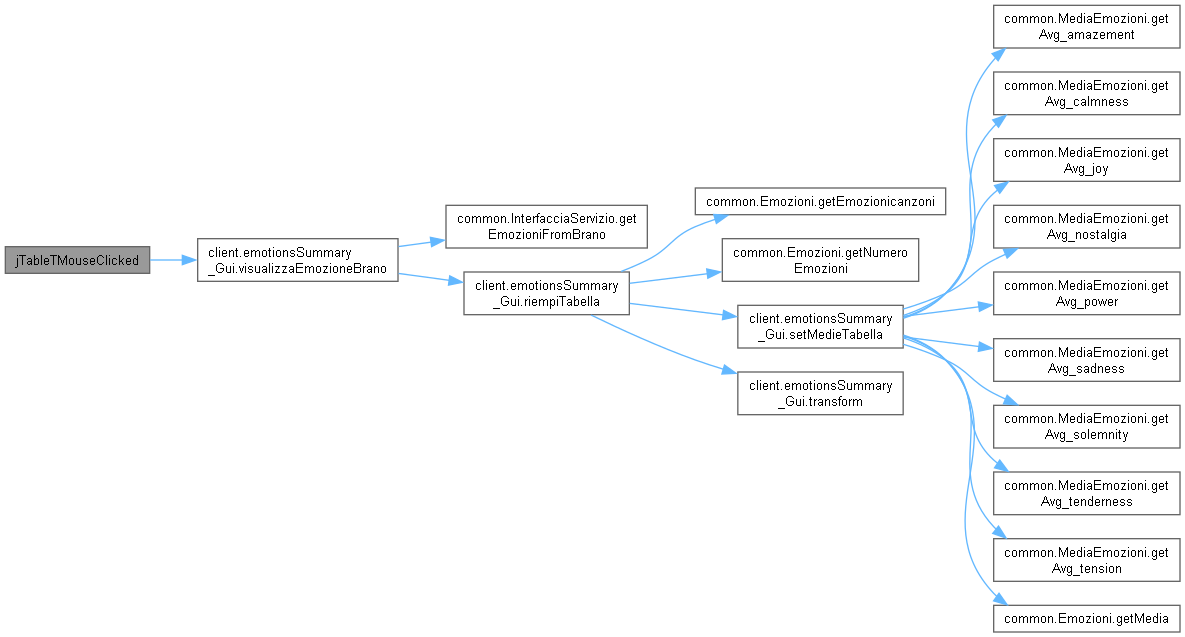 jTableTMouseClicked
client.emotionsSummary
_Gui.visualizzaEmozioneBrano
common.InterfacciaServizio.get
EmozioniFromBrano
client.emotionsSummary
_Gui.riempiTabella
common.Emozioni.getEmozionicanzoni
common.Emozioni.getNumero
Emozioni
client.emotionsSummary
_Gui.setMedieTabella
client.emotionsSummary
_Gui.transform
common.MediaEmozioni.get
Avg_amazement
common.MediaEmozioni.get
Avg_calmness
common.MediaEmozioni.get
Avg_joy
common.MediaEmozioni.get
Avg_nostalgia
common.MediaEmozioni.get
Avg_power
common.MediaEmozioni.get
Avg_sadness
common.MediaEmozioni.get
Avg_solemnity
common.MediaEmozioni.get
Avg_tenderness
common.MediaEmozioni.get
Avg_tension
common.Emozioni.getMedia